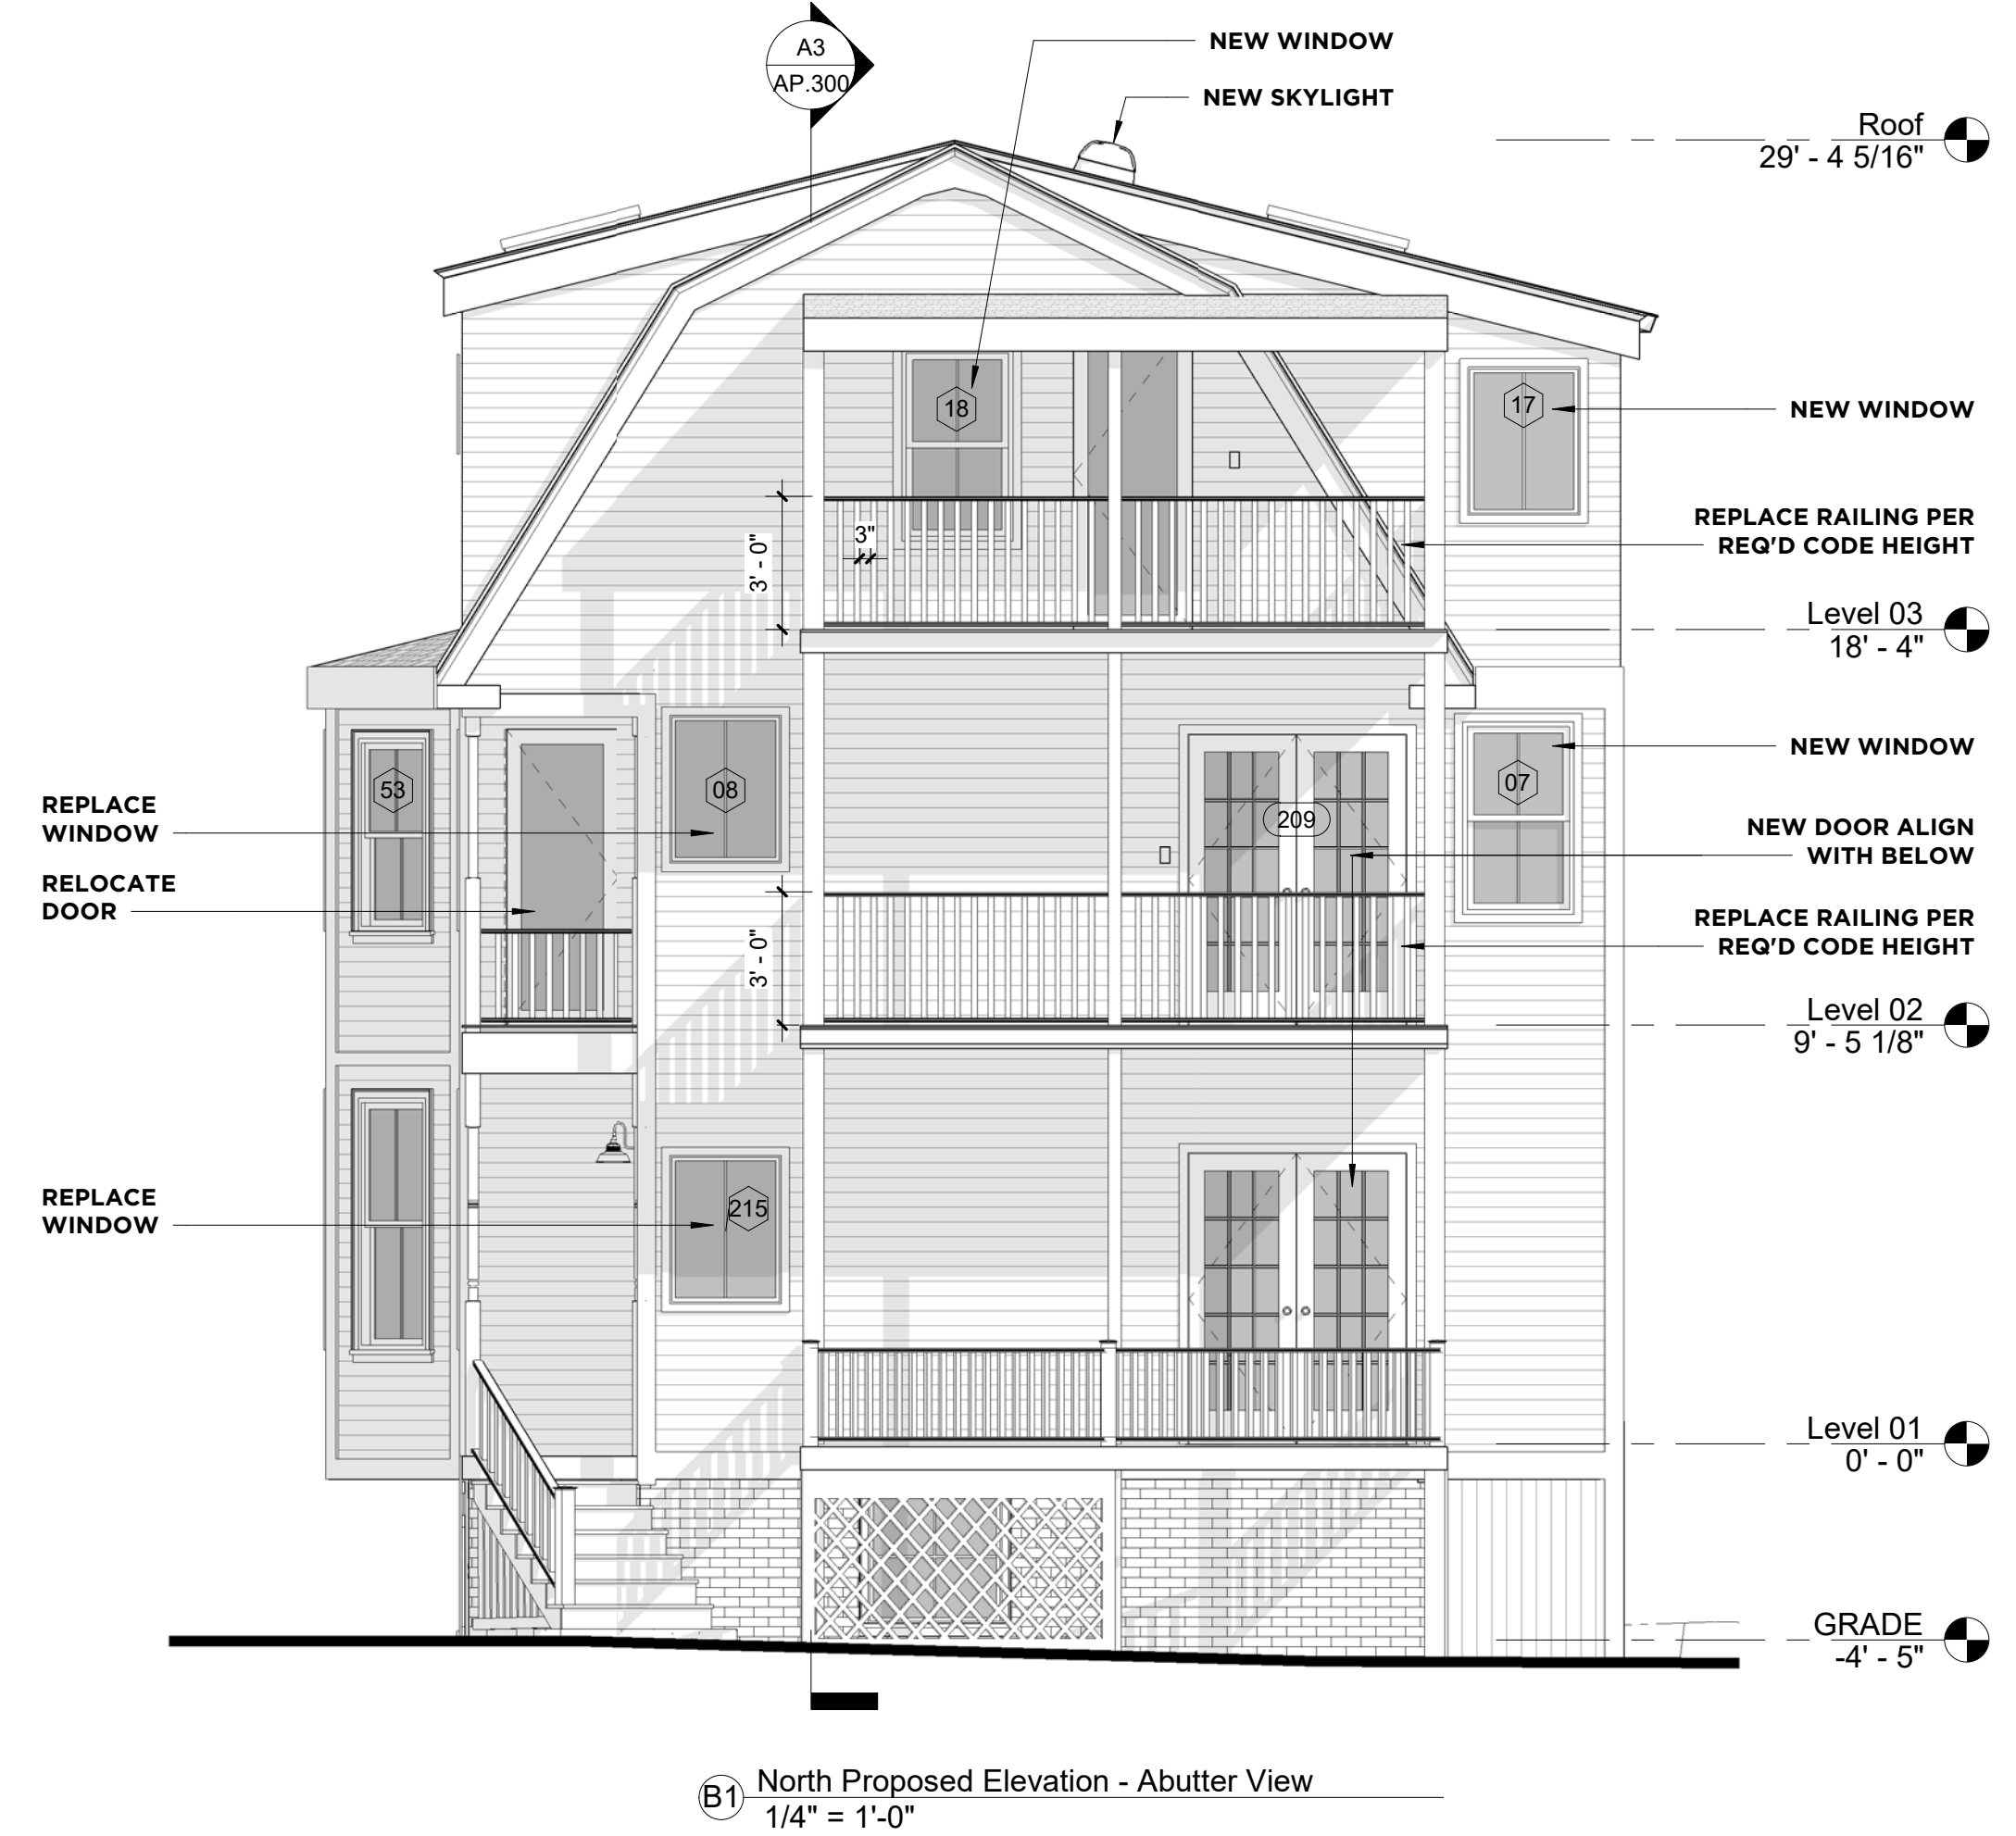 A3
AP.300
NEW WINDOW
NEW SKYLIGHT
Roof
29' - 4 5/16"
18
17
NEW WINDOW
3"
3' - 0"
REPLACE RAILING PER
REQ'D CODE HEIGHT
Level 03
18' - 4"
53
08
07
NEW WINDOW
REPLACE
WINDOW
209
NEW DOOR ALIGN
WITH BELOW
RELOCATE
DOOR
3' - 0"
REPLACE RAILING PER
REQ'D CODE HEIGHT
Level 02
9' - 5 1/8"
REPLACE
WINDOW
215
Level 01
0' - 0"
GRADE
-4' - 5"
B1
North Proposed Elevation - Abutter View
1/4" = 1'-0"